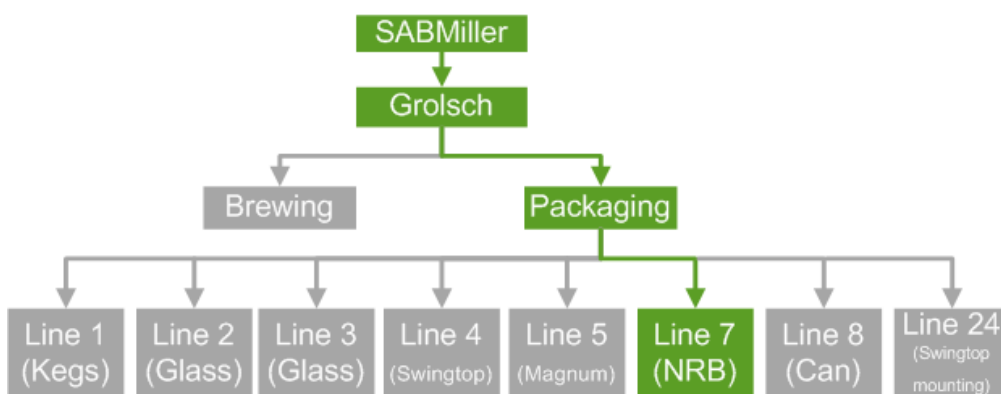 SABMiller
Grolsch
Brewing
Packaging
Line 1
(Kegs)
Line 2
(Glass)
Line 3
(Glass)
Line 4
(Swingtop)
Line 5
(Magnum)
Line 7
(NRB)
Line 8
(Can)
Line 24
(Swingtop
mounting)